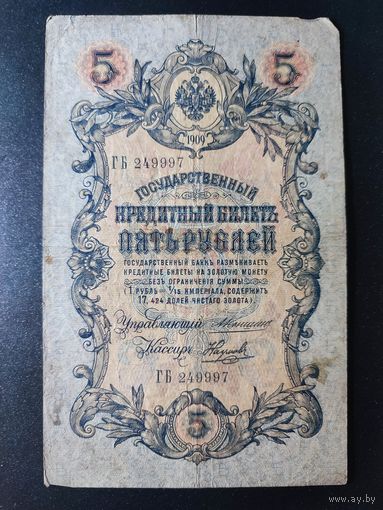 5 5
1909
ГБ 249997
ГОСУДАРСТВЕННЫЙ
КРЕДИТНЫЙ БИЛЕТЪ
ПЯТЬ РУБЛЕЙ
ГОСУДАРСТВЕННЫЙ БАНКЪ РАЗМѢНИВАЕТЪ
КРЕДИТНЫЕ БИЛЕТЫ НА ЗОЛОТУЮ МОНЕТУ
БЕЗЪ ОГРАНИЧЕНІЯ СУММЫ
(1 РУБЛЬ = 1/15 ИМПЕРІАЛА, СОДЕРЖИТЪ
17,424 ДОЛЕЙ ЧИСТАГО ЗОЛОТА)
Управляющій
Кассиръ
ГБ 249997
5
www.ay.by